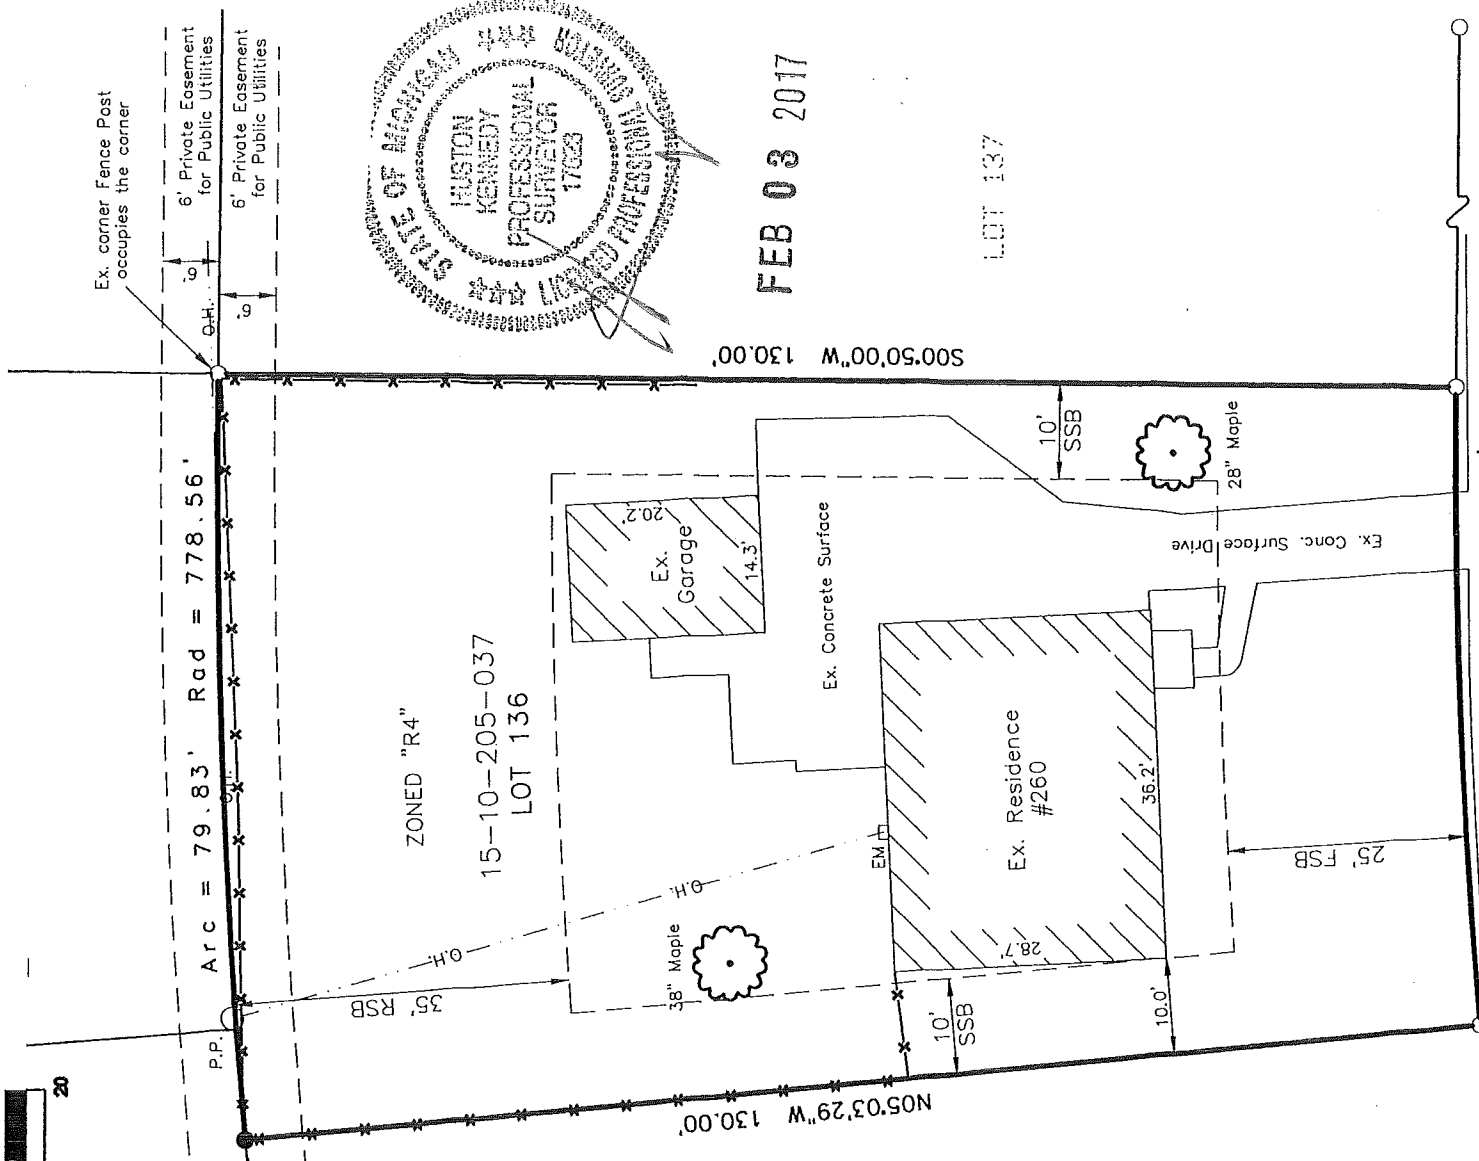 Ex. corner Fence Post
occupies the corner
6' Private Easement
for Public Utilities
6' Private Easement
for Public Utilities
6'
6'
O.H.
STATE OF MICHIGAN
LICENSED PROFESSIONAL SURVEYOR
HUSTON
KENNEDY
PROFESSIONAL
SURVEYOR
FEB 03 2017
LOT 137
S00°50'00"W 130.00'
Arc = 79.83' Rad = 778.56'
ZONED "R4"
15-10-205-037
LOT 136
20.2'
Ex.
Garage
14.3'
Ex. Concrete Surface
10'
SSB
28" Maple
Ex. Conc. Surface Drive
Ex. Residence
#260
36.2'
28.7'
EM
O.H.
O.H.
38" Maple
35' RSB
25' FSB
10'
SSB
10.0'
P.P.
N05°03'29"W 130.00'
20